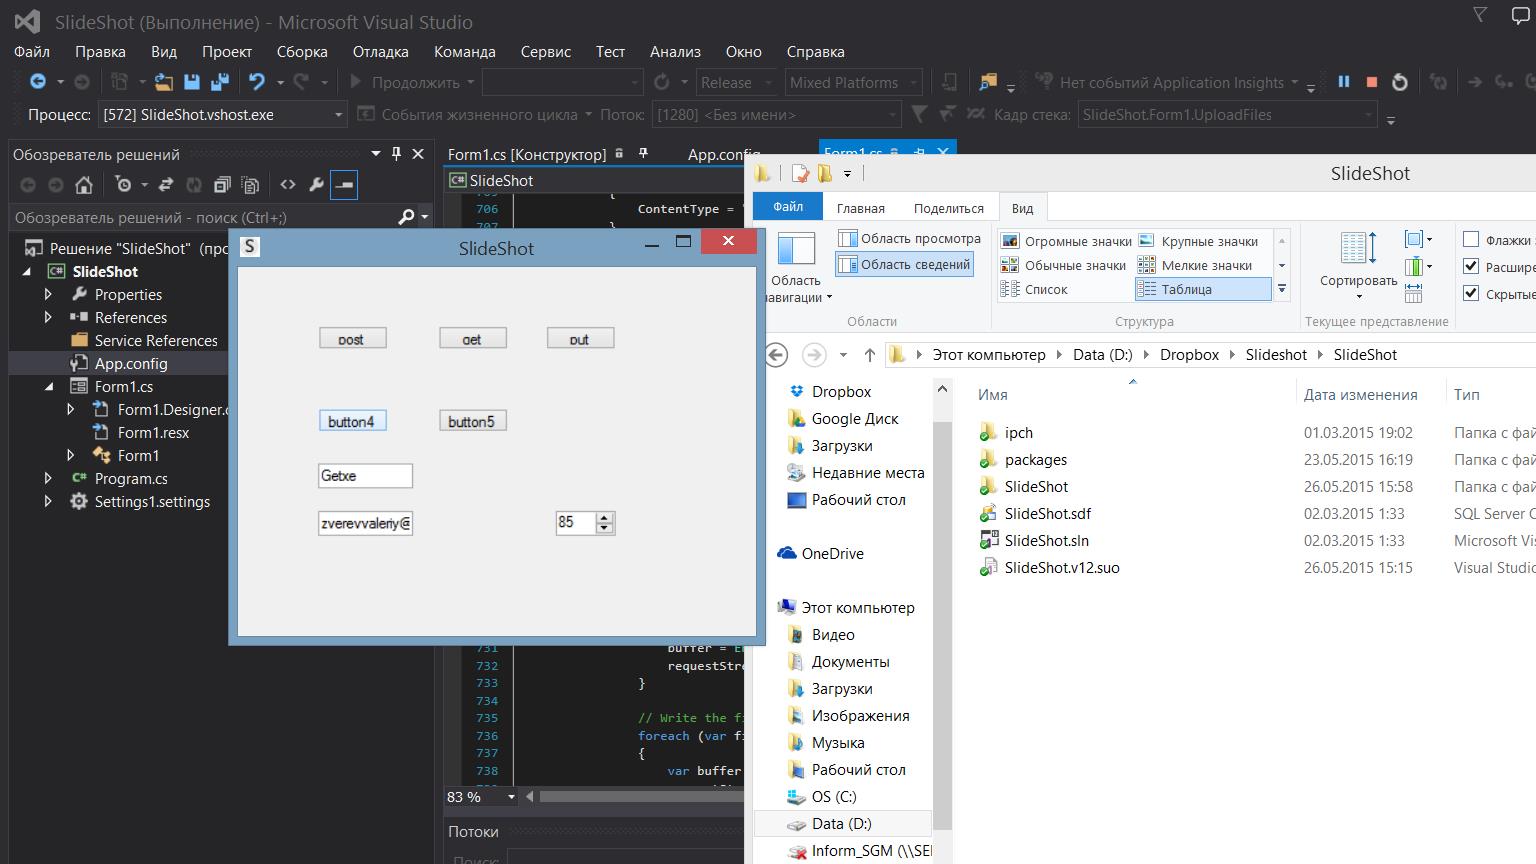 SlideShot (Выполнение) - Microsoft Visual Studio
Файл Правка Вид Проект Сборка Отладка Команда Сервис Тест Анализ Окно Справка
Продолжить Release Mixed Platforms Нет событий Application Insights
Процесс: [572] SlideShot.vshost.exe События жизненного цикла Поток: [1280] <Без имени> Кадр стека: SlideShot.Form1.UploadFiles
Обозреватель решений
Обозреватель решений - поиск (Ctrl+;)
Решение "SlideShot"
SlideShot
Properties
References
Service References
App.config
Form1.cs
Form1.Designer.
Form1.resx
Form1
Program.cs
Settings1.settings
Form1.cs [Конструктор] App.config Form1.cs
SlideShot
706 ContentType =
707 }
SlideShot
post get put
button4 button5
Getxe
zverevvaleriy@ 85
731 buffer =
732 requestStre
733 }
734
735 // Write the fi
736 foreach (var fi
737 {
738 var buffer
83 %
Потоки
Поиск:
SlideShot
Файл Главная Поделиться Вид
Область навигации
Область просмотра
Область сведений
Области
Огромные значки Крупные значки
Обычные значки Мелкие значки
Список Таблица
Структура
Сортировать
Флажки
Расшире
Скрытые
Текущее представление
Этот компьютер Data (D:) Dropbox Slideshot SlideShot
Dropbox
Google Диск
Загрузки
Недавние места
Рабочий стол
OneDrive
Этот компьютер
Видео
Документы
Загрузки
Изображения
Музыка
Рабочий стол
OS (C:)
Data (D:)
Inform_SGM (\\SEI
Имя Дата изменения Тип
ipch 01.03.2015 19:02 Папка с фай
packages 23.05.2015 16:19 Папка с фай
SlideShot 26.05.2015 15:58 Папка с фай
SlideShot.sdf 02.03.2015 1:33 SQL Server C
SlideShot.sln 02.03.2015 1:33 Microsoft Vis
SlideShot.v12.suo 26.05.2015 15:15 Visual Studio